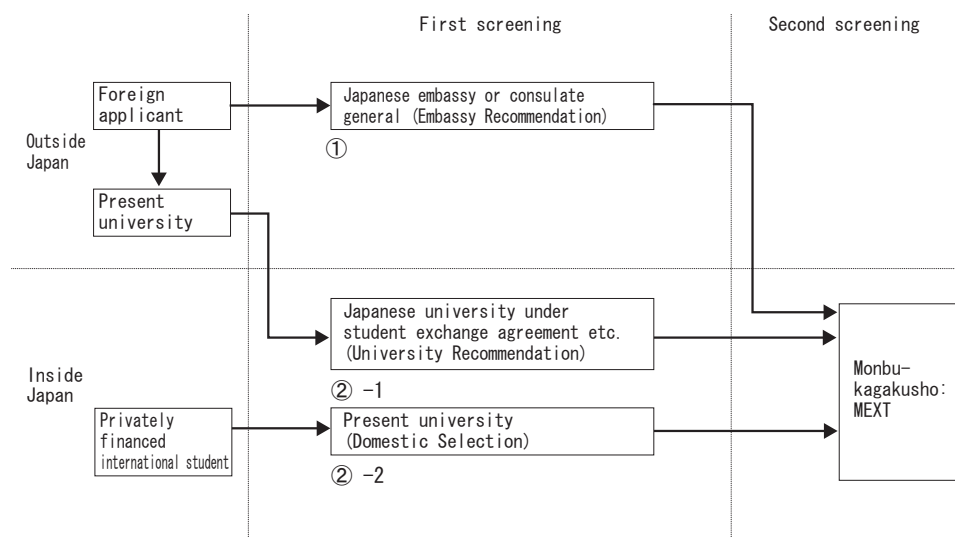 First screening
Second screening
Foreign
applicant
Japanese embassy or consulate
general (Embassy Recommendation)
①
Outside
Japan
Present
university
Japanese university under
student exchange agreement etc.
(University Recommendation)
② -1
Inside
Japan
Privately
financed
international student
Present university
(Domestic Selection)
② -2
Monbu-
kagakusho:
MEXT